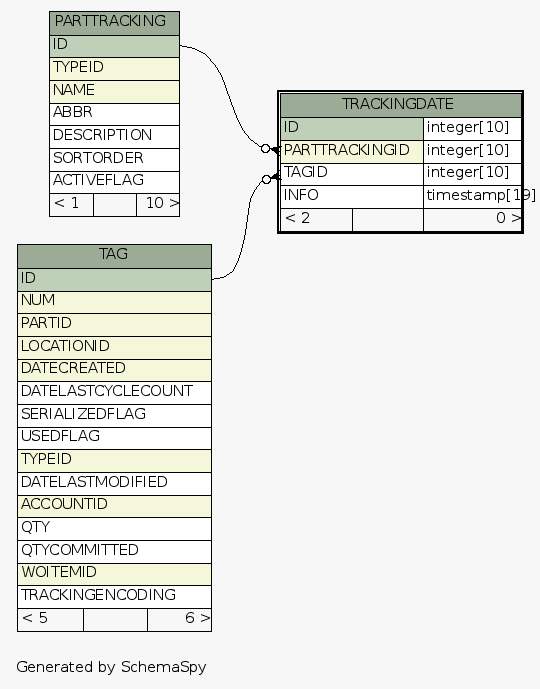 PARTTRACKING
ID
TYPEID
NAME
ABBR
DESCRIPTION
SORTORDER
ACTIVEFLAG
< 1 10 >
TRACKINGDATE
ID integer[10]
PARTTRACKINGID integer[10]
TAGID integer[10]
INFO timestamp[19]
< 2 0 >
TAG
ID
NUM
PARTID
LOCATIONID
DATECREATED
DATELASTCYCLECOUNT
SERIALIZEDFLAG
USEDFLAG
TYPEID
DATELASTMODIFIED
ACCOUNTID
QTY
QTYCOMMITTED
WOITEMID
TRACKINGENCODING
< 5 6 >
Generated by SchemaSpy